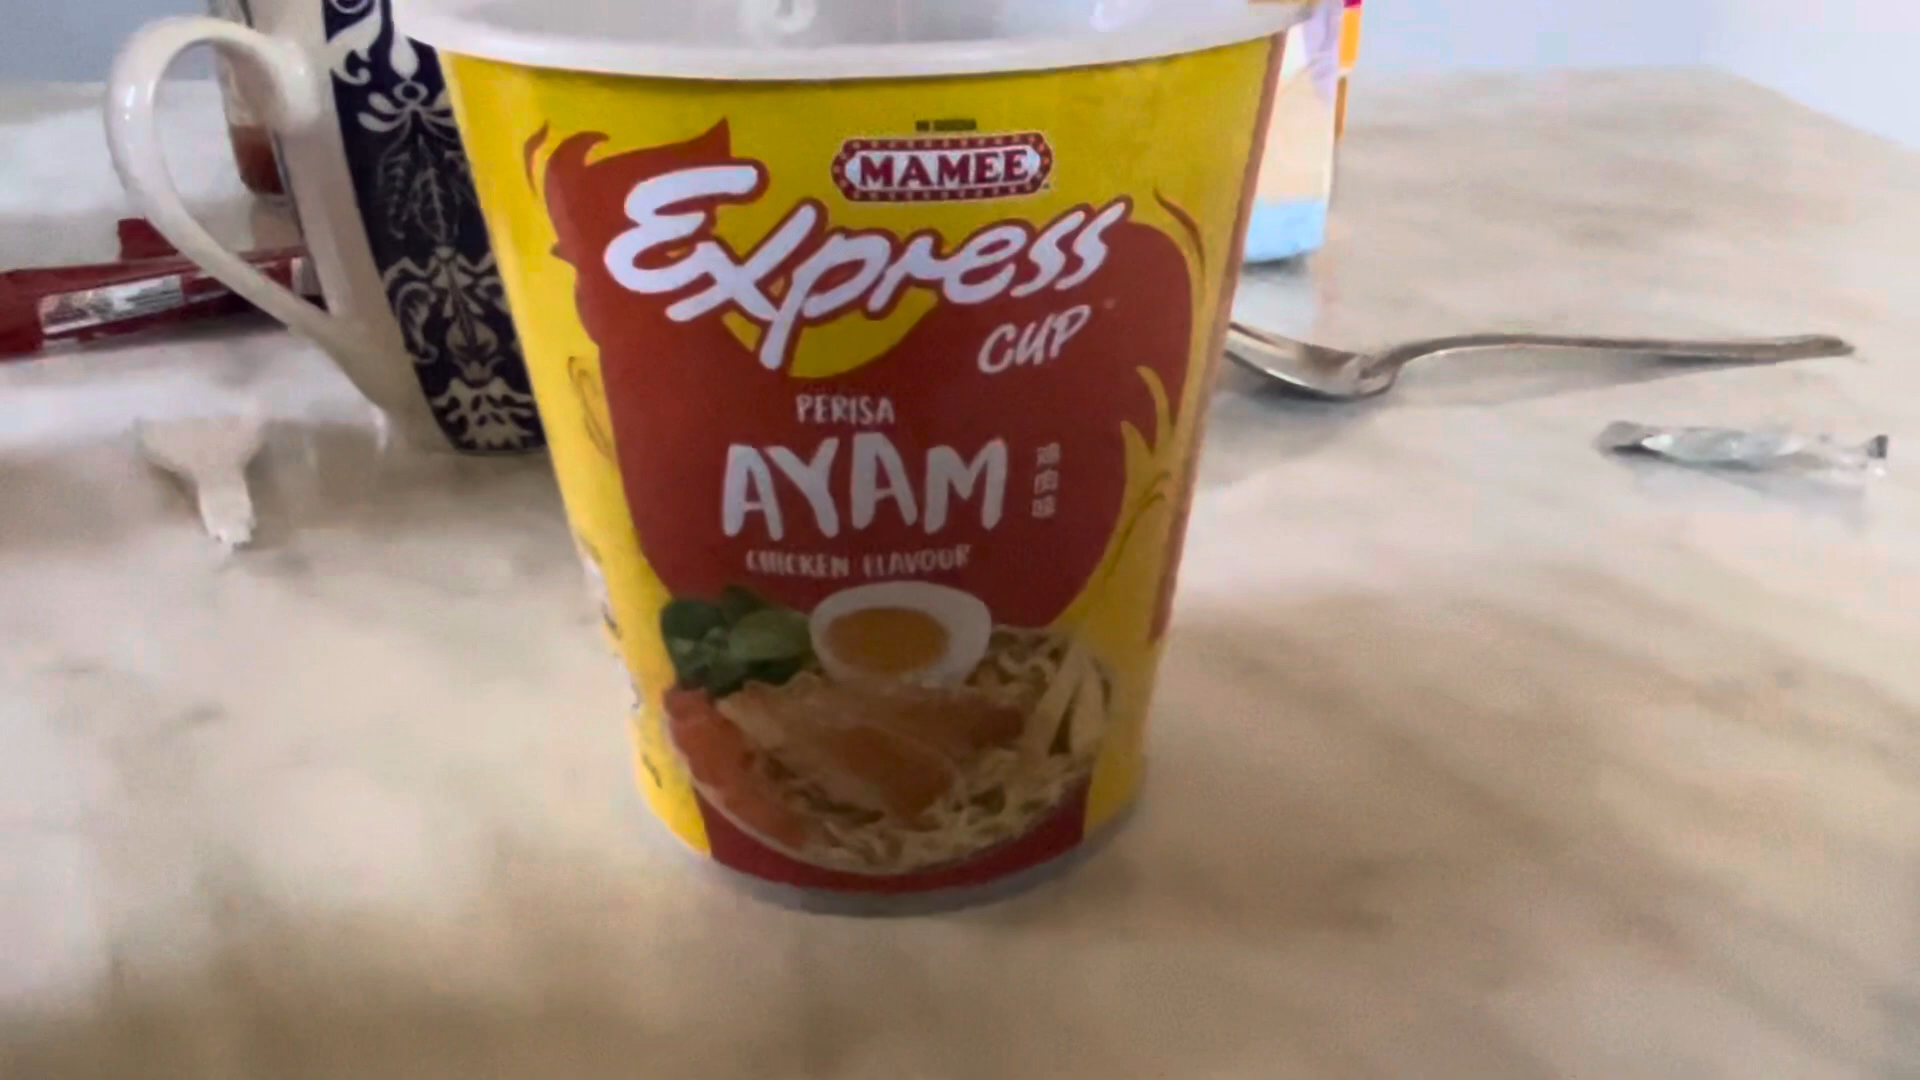 MAMEE
Express
CUP
PERISA
AYAM
CHICKEN FLAVOUR